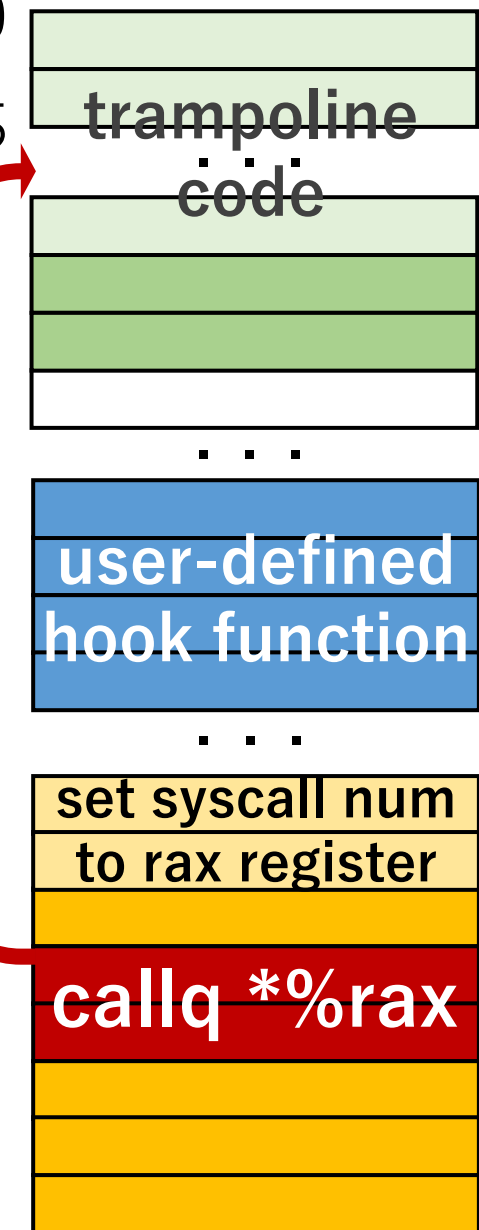 trampoline
. . .
code
. . .
user-defined
hook function
. . .
set syscall num
to rax register
callq *%rax